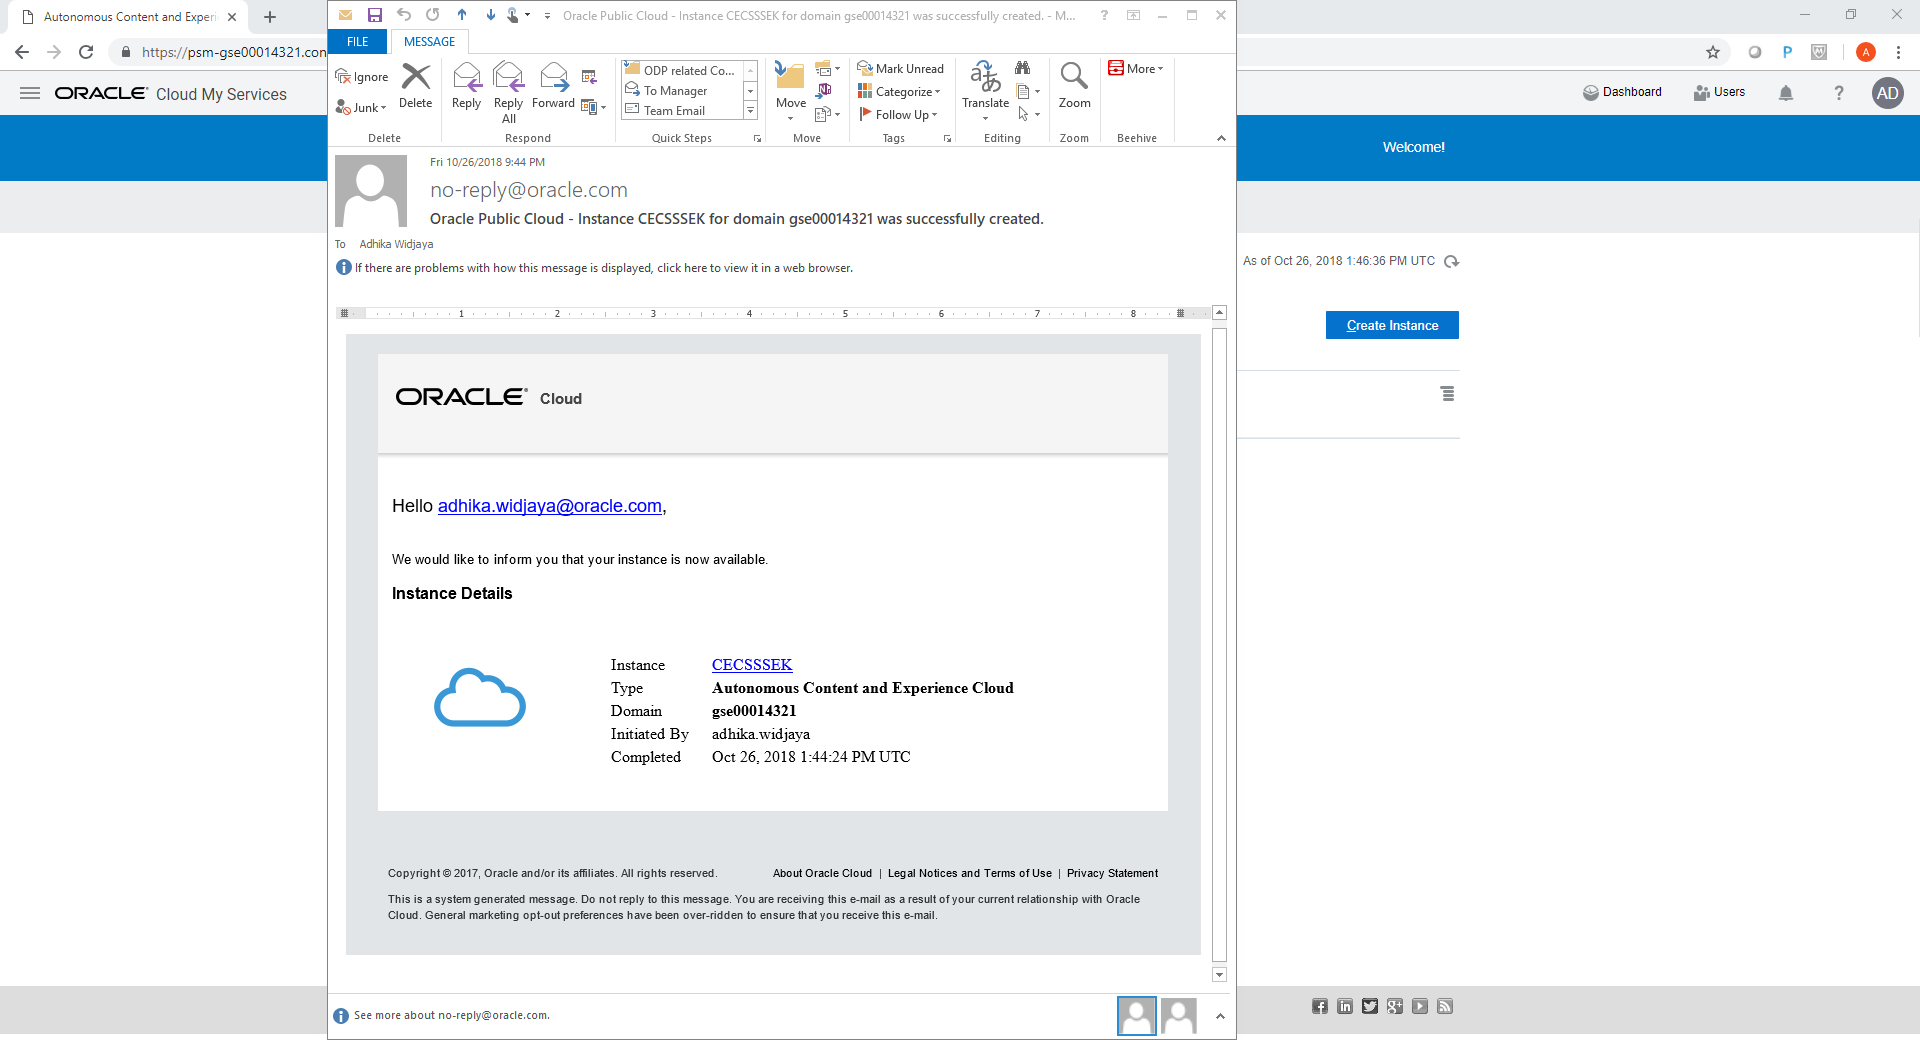 Autonomous Content and Experi
https://psm-gse00014321.con
ORACLE Cloud My Services
Dashboard
Users
?
AD
Welcome!
As of Oct 26, 2018 1:46:36 PM UTC
Create Instance
Oracle Public Cloud - Instance CECSSSEK for domain gse00014321 was successfully created. - M...
FILE
MESSAGE
Ignore
Junk
Delete
Delete
Reply
Reply All
Forward
Respond
ODP related Co...
To Manager
Team Email
Quick Steps
Move
Move
Mark Unread
Categorize
Follow Up
Tags
Translate
Editing
Zoom
Zoom
More
Beehive
Fri 10/26/2018 9:44 PM
no-reply@oracle.com
Oracle Public Cloud - Instance CECSSSEK for domain gse00014321 was successfully created.
To Adhika Widjaya
If there are problems with how this message is displayed, click here to view it in a web browser.
1 2 3 4 5 6 7 8
ORACLE Cloud
Hello adhika.widjaya@oracle.com,
We would like to inform you that your instance is now available.
Instance Details
Instance CECSSSEK
Type Autonomous Content and Experience Cloud
Domain gse00014321
Initiated By adhika.widjaya
Completed Oct 26, 2018 1:44:24 PM UTC
Copyright © 2017, Oracle and/or its affiliates. All rights reserved.
About Oracle Cloud | Legal Notices and Terms of Use | Privacy Statement
This is a system generated message. Do not reply to this message. You are receiving this e-mail as a result of your current relationship with Oracle
Cloud. General marketing opt-out preferences have been over-ridden to ensure that you receive this e-mail.
See more about no-reply@oracle.com.